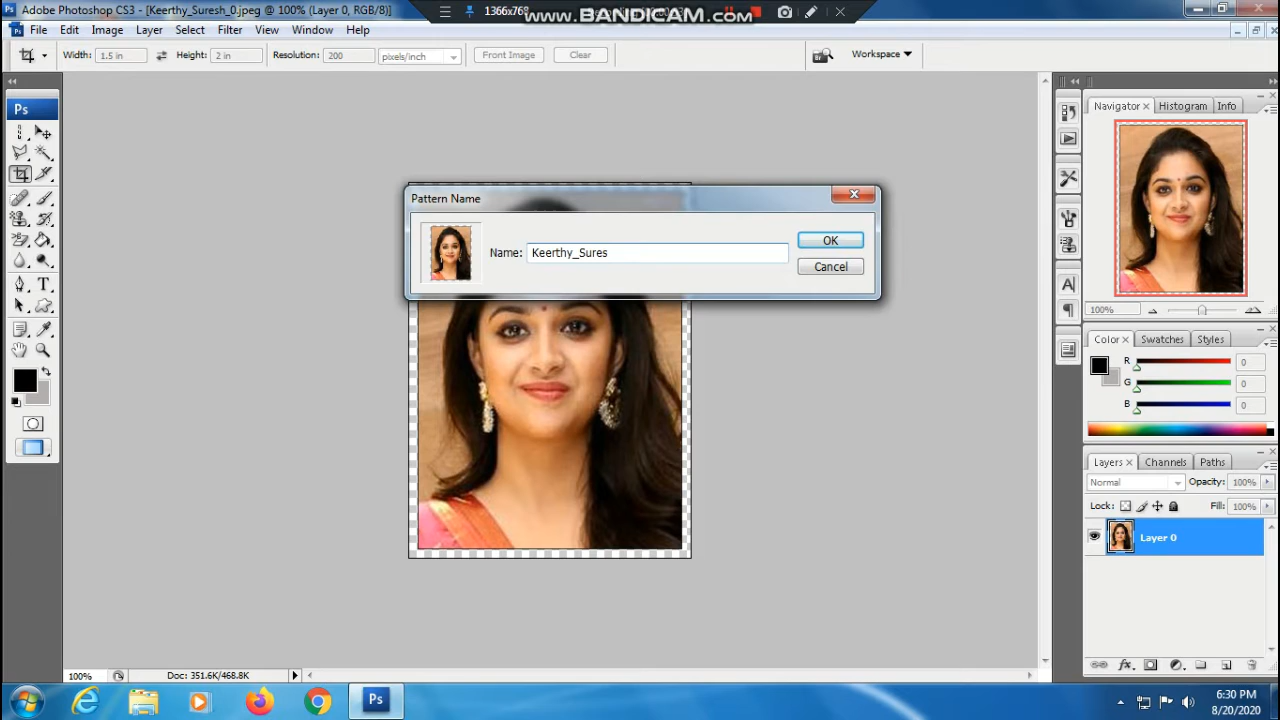 Adobe Photoshop CS3 - [Keerthy_Suresh_0.jpeg @ 100% (Layer 0, RGB/8)]
1366x768
www.BANDICAM.com
File Edit Image Layer Select Filter View Window Help
Width: 1.5 in Height: 2 in Resolution: 200 pixels/inch Front Image Clear Workspace
Ps
Navigator Histogram Info
Pattern Name
Name: Keerthy_Sures
OK
Cancel
100%
Color Swatches Styles
R 0
G 0
B 0
Layers Channels Paths
Normal Opacity: 100%
Lock: Fill: 100%
Layer 0
100% Doc: 351.6K/468.8K
Ps
6:30 PM
8/20/2020